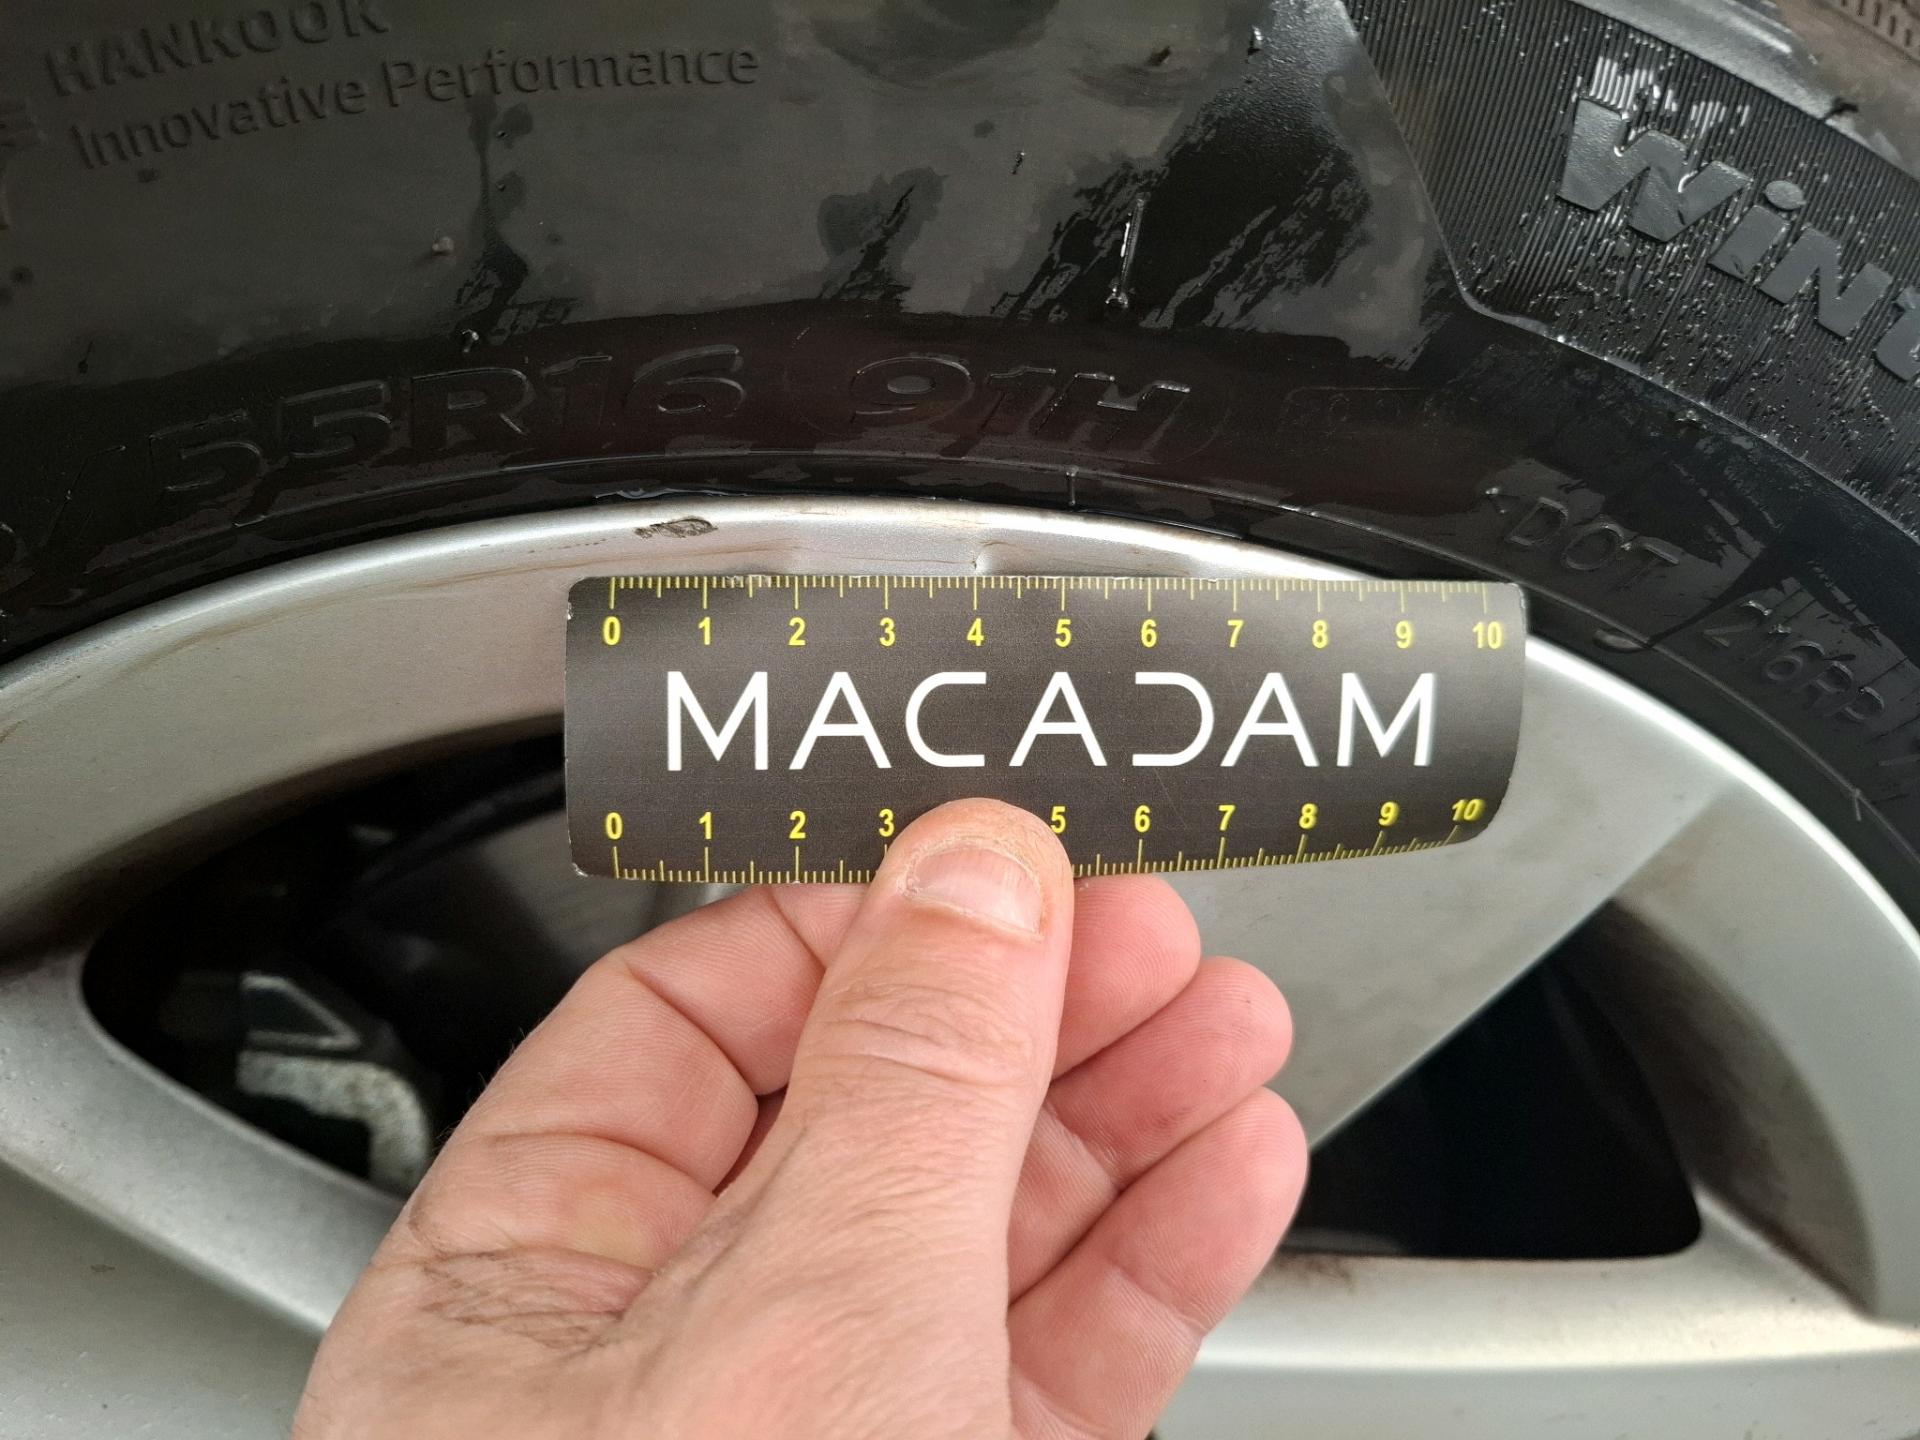 HANKOOK
Innovative Performance
Wint
/55R16 91H
DOT
0 1 2 3 4 5 6 7 8 9 10
MACADAM
0 1 2 3 5 6 7 8 9 10